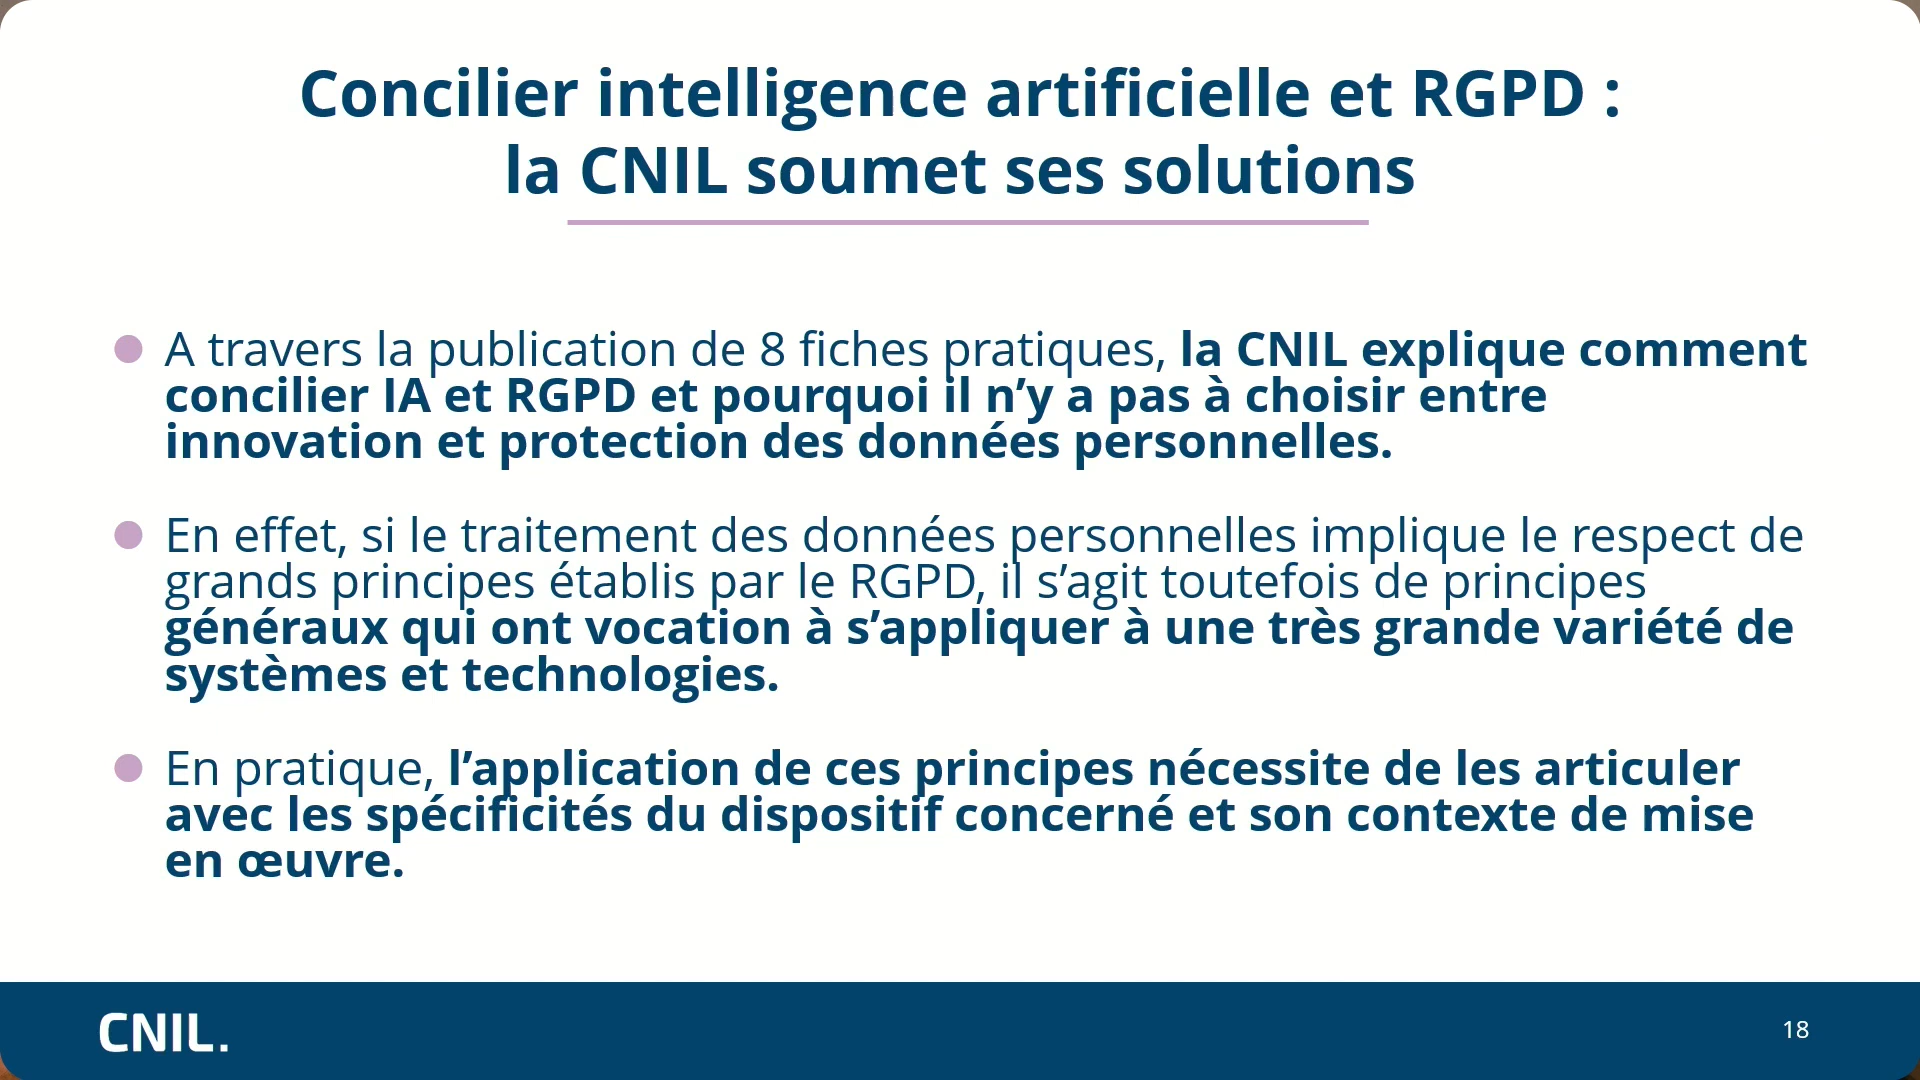 Concilier intelligence artificielle et RGPD :
la CNIL soumet ses solutions
A travers la publication de 8 fiches pratiques, la CNIL explique comment
concilier IA et RGPD et pourquoi il n’y a pas à choisir entre
innovation et protection des données personnelles.
En effet, si le traitement des données personnelles implique le respect de
grands principes établis par le RGPD, il s’agit toutefois de principes
généraux qui ont vocation à s’appliquer à une très grande variété de
systèmes et technologies.
En pratique, l’application de ces principes nécessite de les articuler
avec les spécificités du dispositif concerné et son contexte de mise
en œuvre.
CNIL.
18